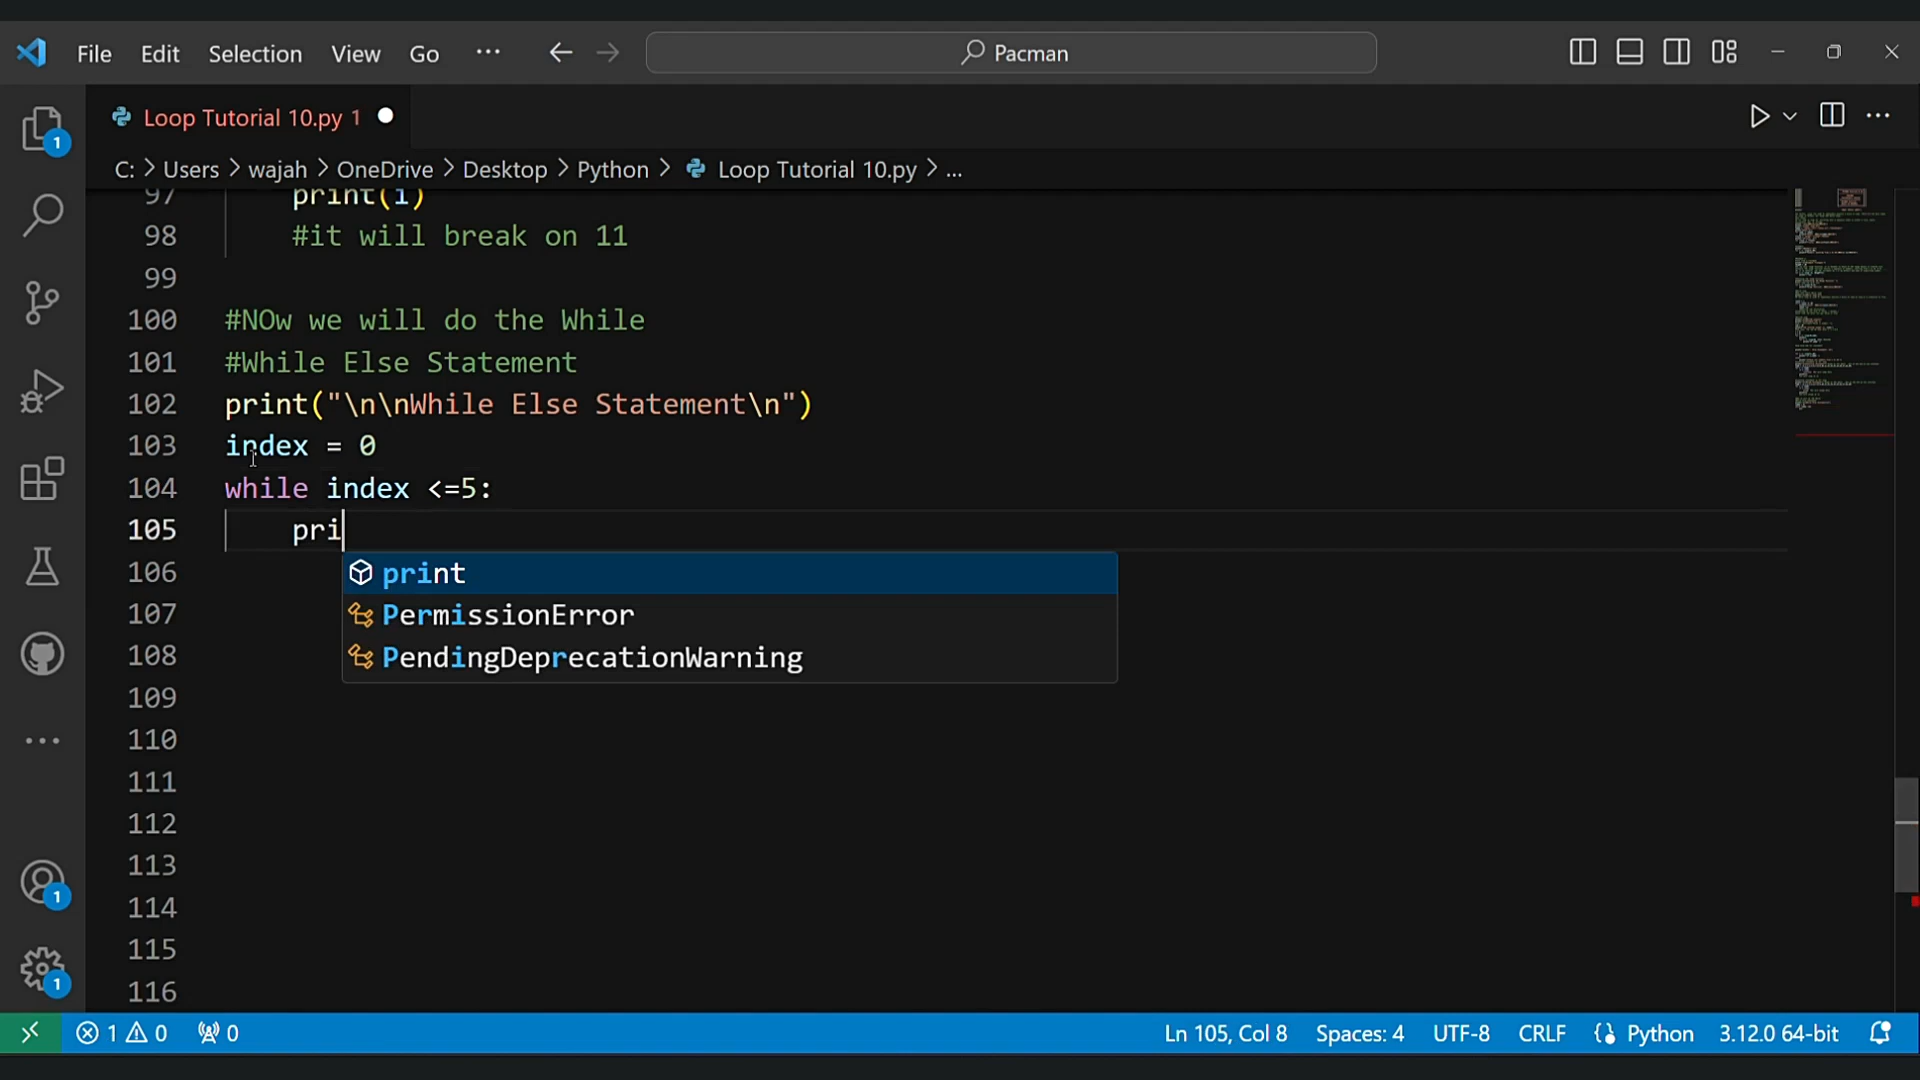 File Edit Selection View Go ··· Pacman
Loop Tutorial 10.py 1
C: > Users > wajah > OneDrive > Desktop > Python > Loop Tutorial 10.py > ...
97 print(i)
98 #it will break on 11
99
100 #NOw we will do the While
101 #While Else Statement
102 print("\n\nWhile Else Statement\n")
103 index = 0
104 while index <=5:
105 pri
106 print
107 PermissionError
108 PendingDeprecationWarning
109
110
111
112
113
114
115
116
1
1
1
1 0 0 Ln 105, Col 8 Spaces: 4 UTF-8 CRLF Python 3.12.0 64-bit